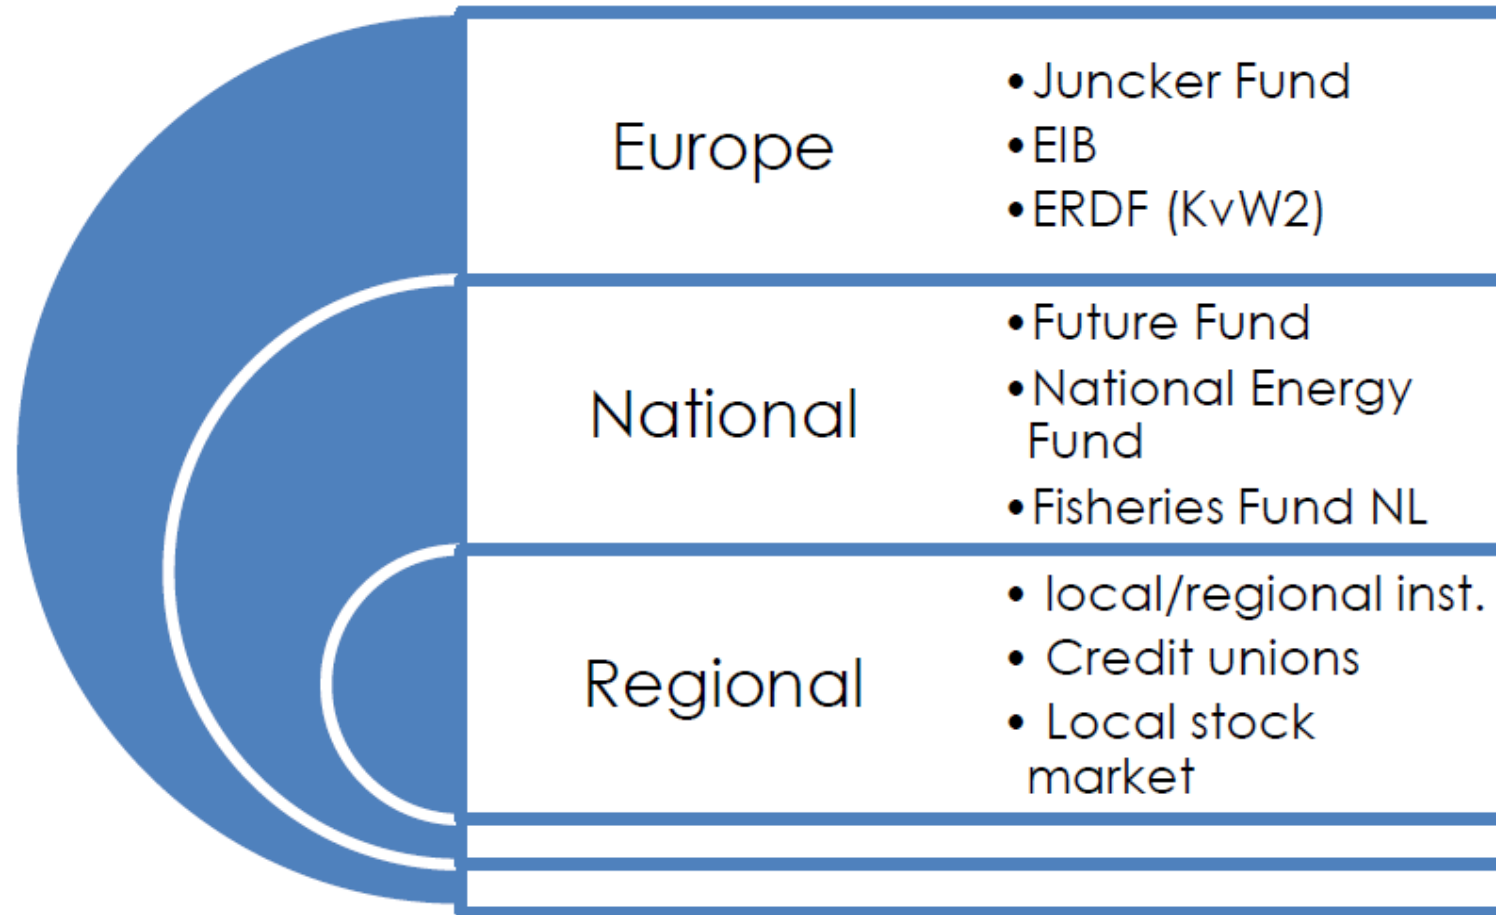 Europe
•Juncker Fund
•EIB
•ERDF (KvW2)
National
•Future Fund
•National Energy
Fund
•Fisheries Fund NL
Regional
• local/regional inst.
• Credit unions
• Local stock
market